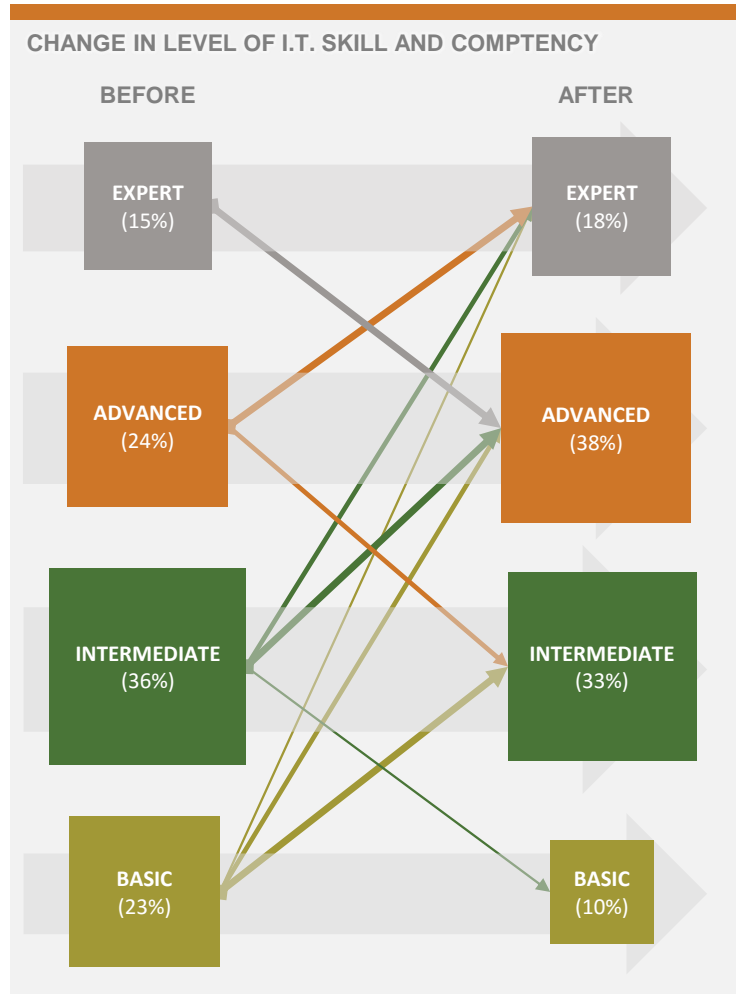 CHANGE IN LEVEL OF I.T. SKILL AND COMPTENCY
BEFORE
AFTER
EXPERT
(15%)
EXPERT
(18%)
ADVANCED
(24%)
ADVANCED
(38%)
INTERMEDIATE
(36%)
INTERMEDIATE
(33%)
BASIC
(23%)
BASIC
(10%)